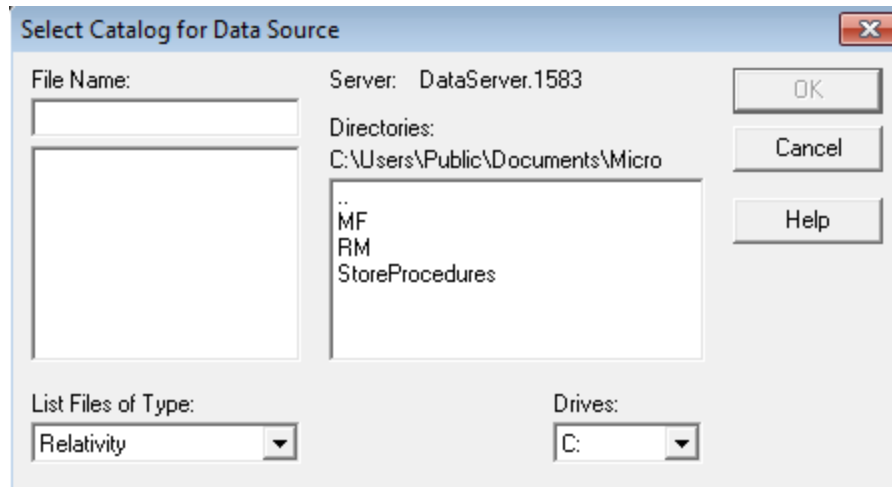 Select Catalog for Data Source
File Name:
Server: DataServer.1583
OK
Directories:
C:\Users\Public\Documents\Micro
Cancel
..
MF
RM
StoreProcedures
Help
List Files of Type:
Relativity
Drives:
C: